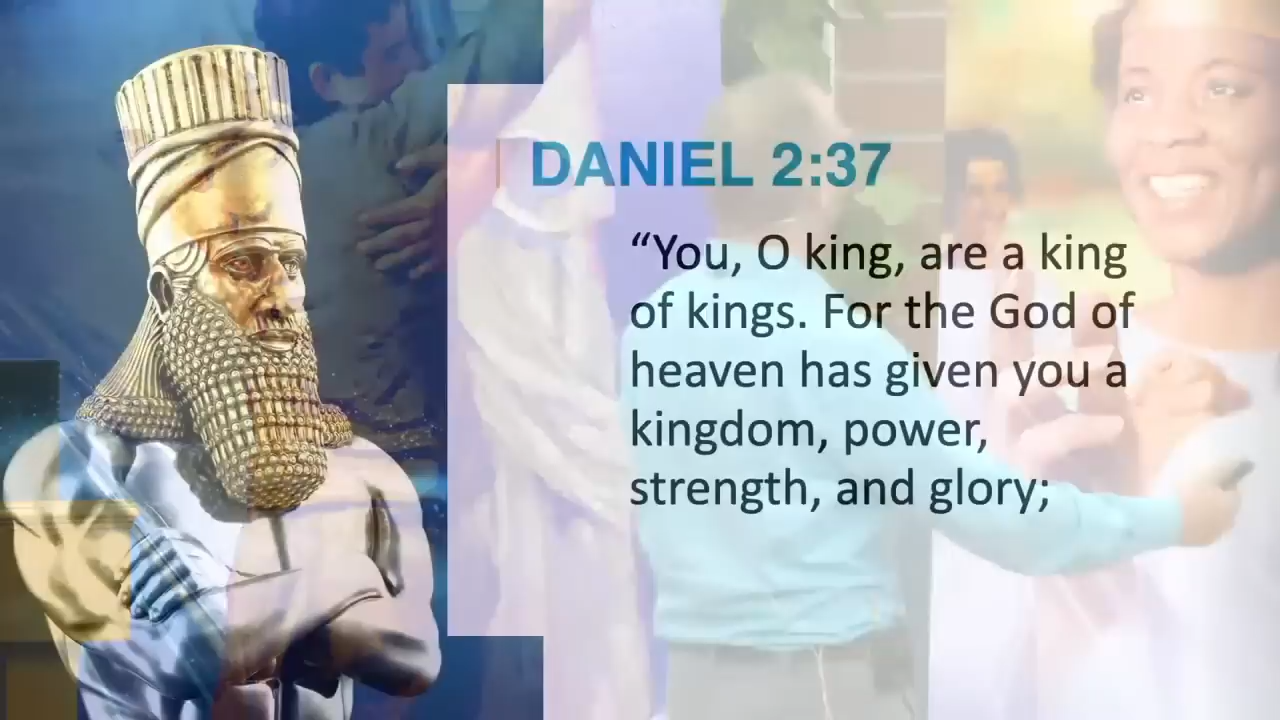 DANIEL 2:37
“You, O king, are a king
of kings. For the God of
heaven has given you a
kingdom, power,
strength, and glory;